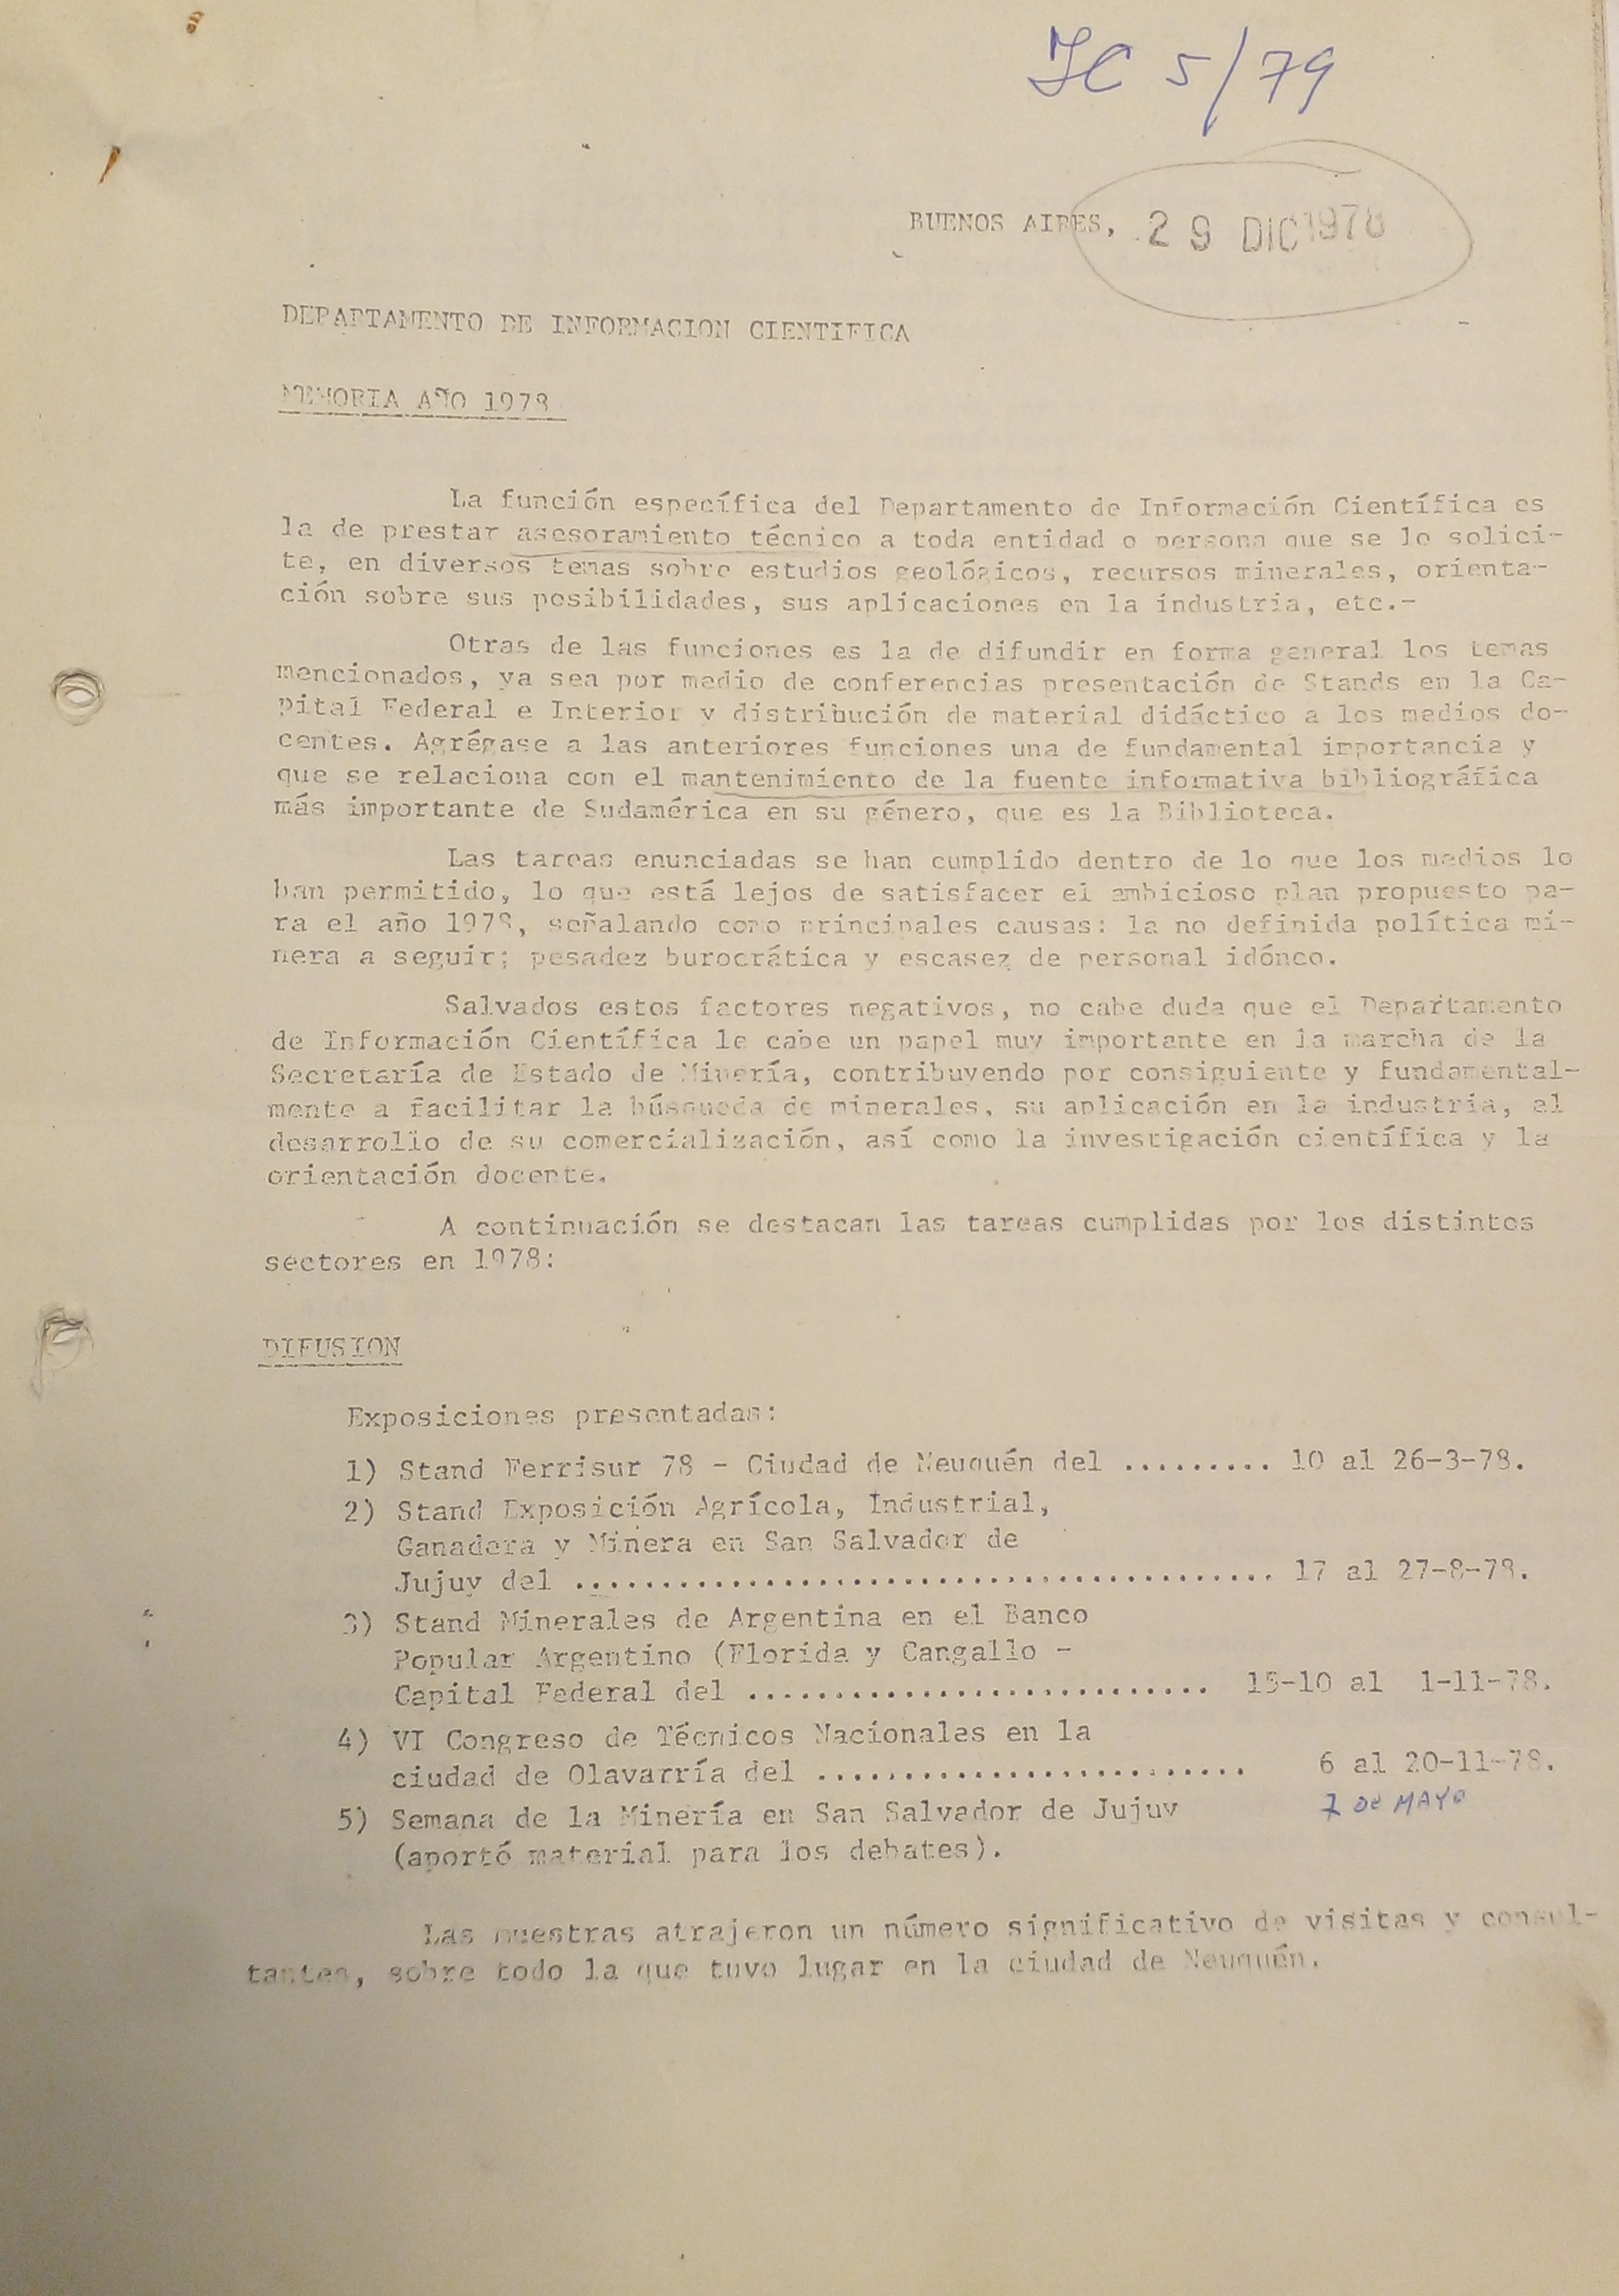 IC 5/79
BUENOS AIRES, 29 DIC 1978
DEPARTAMENTO DE INFORMACION CIENTIFICA
MEMORIA AÑO 1978
La función específica del Departamento de Información Científica es
la de prestar asesoramiento técnico a toda entidad o persona que se lo solici-
te, en diversos temas sobre estudios geológicos, recursos minerales, orienta-
ción sobre sus posibilidades, sus aplicaciones en la industria, etc.-
Otras de las funciones es la de difundir en forma general los temas
mencionados, ya sea por medio de conferencias presentación de Stands en la Ca-
pital Federal e Interior y distribución de material didáctico a los medios do-
centes. Agrégase a las anteriores funciones una de fundamental importancia y
que se relaciona con el mantenimiento de la fuente informativa bibliográfica
más importante de Sudamérica en su género, que es la Biblioteca.
Las tareas enunciadas se han cumplido dentro de lo que los medios lo
han permitido, lo que está lejos de satisfacer el ambicioso plan propuesto pa-
ra el año 1978, señalando como principales causas: la no definida política mi-
nera a seguir; pesadez burocrática y escasez de personal idóneo.
Salvados estos factores negativos, no cabe duda que el Departamento
de Información Científica le cabe un papel muy importante en la marcha de la
Secretaría de Estado de Minería, contribuyendo por consiguiente y fundamental-
mente a facilitar la búsqueda de minerales, su aplicación en la industria, al
desarrollo de su comercialización, así como la investigación científica y la
orientación docente.
A continuación se destacan las tareas cumplidas por los distintos
sectores en 1978:
DIFUSION
Exposiciones presentadas:
1) Stand Ferrisur 78 - Ciudad de Neuquén del ......... 10 al 26-3-78.
2) Stand Exposición Agrícola, Industrial,
Ganadera y Minera en San Salvador de
Jujuy del ........................................ 17 al 27-8-78.
3) Stand Minerales de Argentina en el Banco
Popular Argentino (Florida y Cangallo -
Capital Federal del ........................... 15-10 al 1-11-78.
4) VI Congreso de Técnicos Nacionales en la
ciudad de Olavarría del ......................... 6 al 20-11-78.
5) Semana de la Minería en San Salvador de Jujuy 7 DE MAYO
(aportó material para los debates).
Las muestras atrajeron un número significativo de visitas y consul-
tantes, sobre todo la que tuvo lugar en la ciudad de Neuquén.